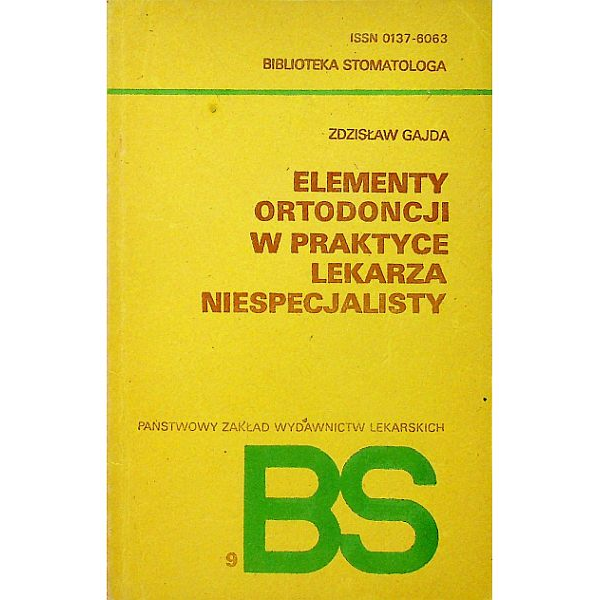 ISSN 0137-6063
BIBLIOTEKA STOMATOLOGA
ZDZISŁAW GAJDA
ELEMENTY
ORTODONCJI
W PRAKTYCE
LEKARZA
NIESPECJALISTY
PAŃSTWOWY ZAKŁAD WYDAWNICTW LEKARSKICH
9 BS